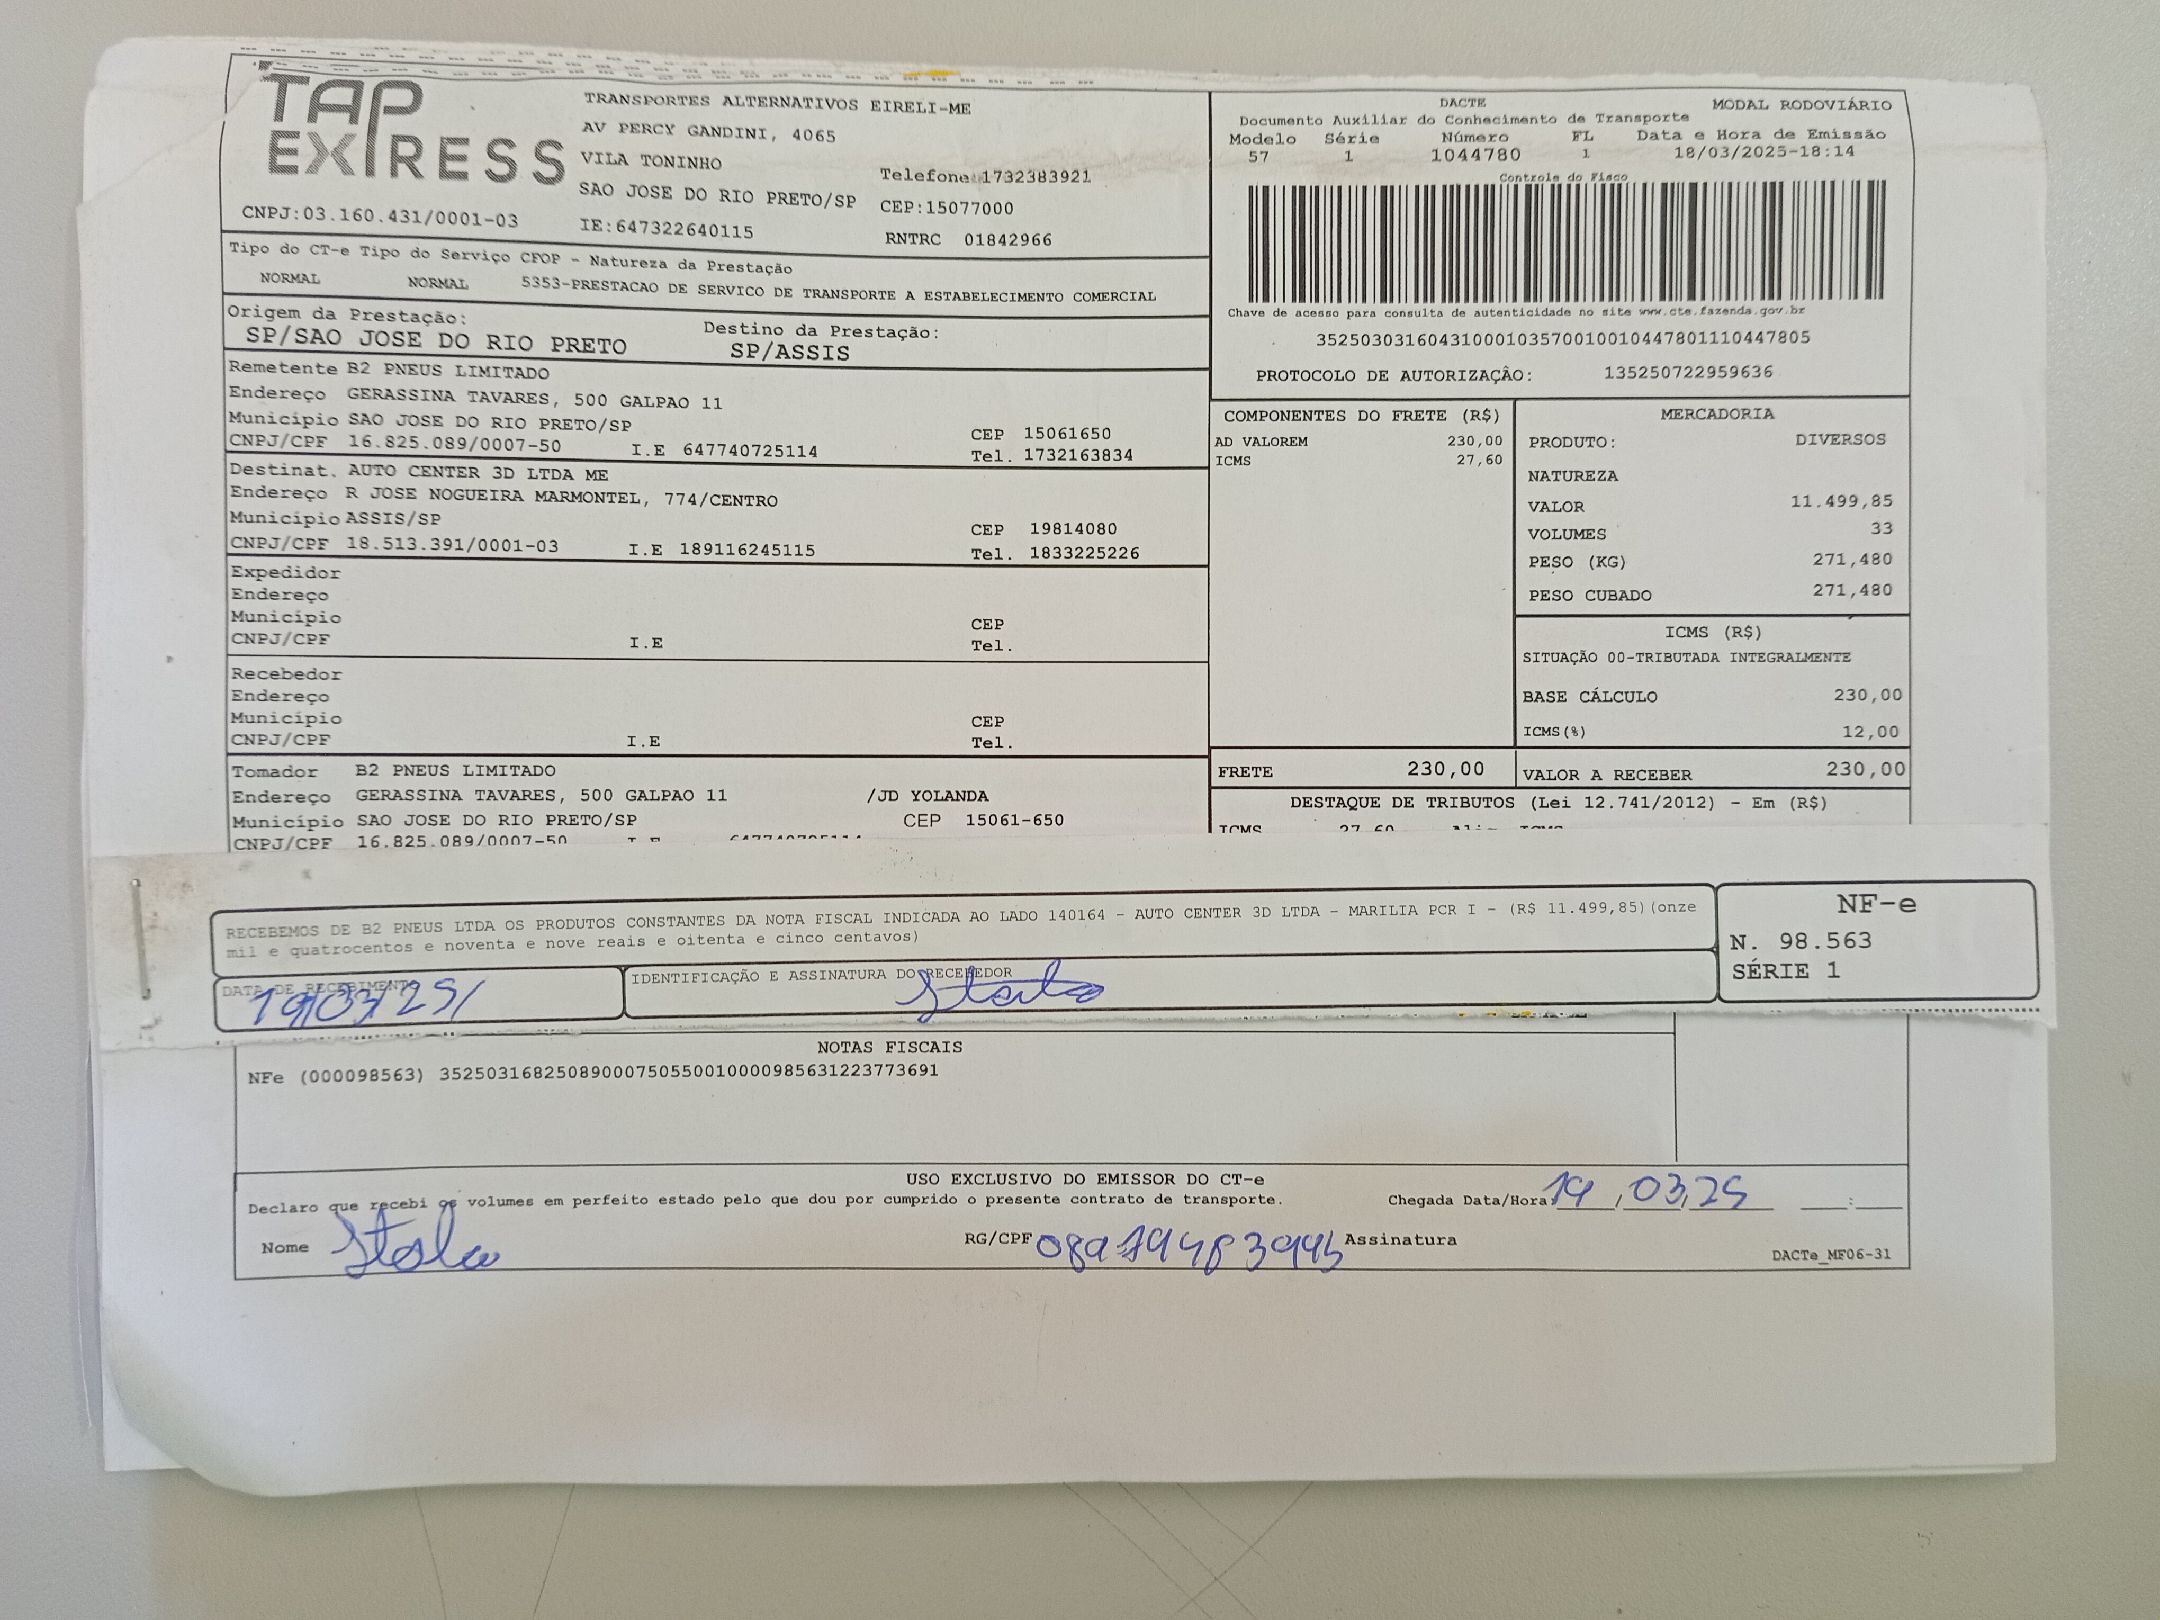 TAP EXPRESS
TRANSPORTES ALTERNATIVOS EIRELI-ME
AV PERCY GANDINI, 4065
VILA TONINHO
SAO JOSE DO RIO PRETO/SP
Telefone: 1732383921
CEP:15077000
CNPJ:03.160.431/0001-03
IE:647322640115
RNTRC 01842966
DACTE MODAL RODOVIÁRIO
Documento Auxiliar do Conhecimento de Transporte
Modelo Série Número FL Data e Hora de Emissão
57 1 1044780 1 18/03/2025-18:14
Controle do Fisco
Chave de acesso para consulta de autenticidade no site www.cte.fazenda.gov.br
35250303160431000103570010010447801110447805
PROTOCOLO DE AUTORIZAÇÂO: 135250722959636
Tipo do CT-e Tipo do Serviço CFOP - Natureza da Prestação
NORMAL NORMAL 5353-PRESTACAO DE SERVICO DE TRANSPORTE A ESTABELECIMENTO COMERCIAL
Origem da Prestação: Destino da Prestação:
SP/SAO JOSE DO RIO PRETO SP/ASSIS
Remetente B2 PNEUS LIMITADO
Endereço GERASSINA TAVARES, 500 GALPAO 11
Município SAO JOSE DO RIO PRETO/SP CEP 15061650
CNPJ/CPF 16.825.089/0007-50 I.E 647740725114 Tel. 1732163834
Destinat. AUTO CENTER 3D LTDA ME
Endereço R JOSE NOGUEIRA MARMONTEL, 774/CENTRO
Município ASSIS/SP CEP 19814080
CNPJ/CPF 18.513.391/0001-03 I.E 189116245115 Tel. 1833225226
Expedidor
Endereço
Município CEP
CNPJ/CPF I.E Tel.
Recebedor
Endereço
Município CEP
CNPJ/CPF I.E Tel.
Tomador B2 PNEUS LIMITADO
Endereço GERASSINA TAVARES, 500 GALPAO 11 /JD YOLANDA
Município SAO JOSE DO RIO PRETO/SP CEP 15061-650
CNPJ/CPF 16.825.089/0007-50
COMPONENTES DO FRETE (R$)
AD VALOREM 230,00
ICMS 27,60
MERCADORIA
PRODUTO: DIVERSOS
NATUREZA
VALOR 11.499,85
VOLUMES 33
PESO (KG) 271,480
PESO CUBADO 271,480
ICMS (R$)
SITUAÇÃO 00-TRIBUTADA INTEGRALMENTE
BASE CÁLCULO 230,00
ICMS(%) 12,00
FRETE 230,00 VALOR A RECEBER 230,00
DESTAQUE DE TRIBUTOS (Lei 12.741/2012) - Em (R$)
ICMS 27,60
RECEBEMOS DE B2 PNEUS LTDA OS PRODUTOS CONSTANTES DA NOTA FISCAL INDICADA AO LADO 140164 - AUTO CENTER 3D LTDA - MARILIA PCR I - (R$ 11.499,85)(onze
mil e quatrocentos e noventa e nove reais e oitenta e cinco centavos)
NF-e
N. 98.563
SÉRIE 1
DATA DE RECEBIMENTO IDENTIFICAÇÃO E ASSINATURA DO RECEBEDOR
19/03/25/
NOTAS FISCAIS
NFe (000098563) 35250316825089000750550010000985631223773691
USO EXCLUSIVO DO EMISSOR DO CT-e
Declaro que recebi os volumes em perfeito estado pelo que dou por cumprido o presente contrato de transporte. Chegada Data/Hora 19,03,25 :
Nome RG/CPF Assinatura
DACTe_MF06-31